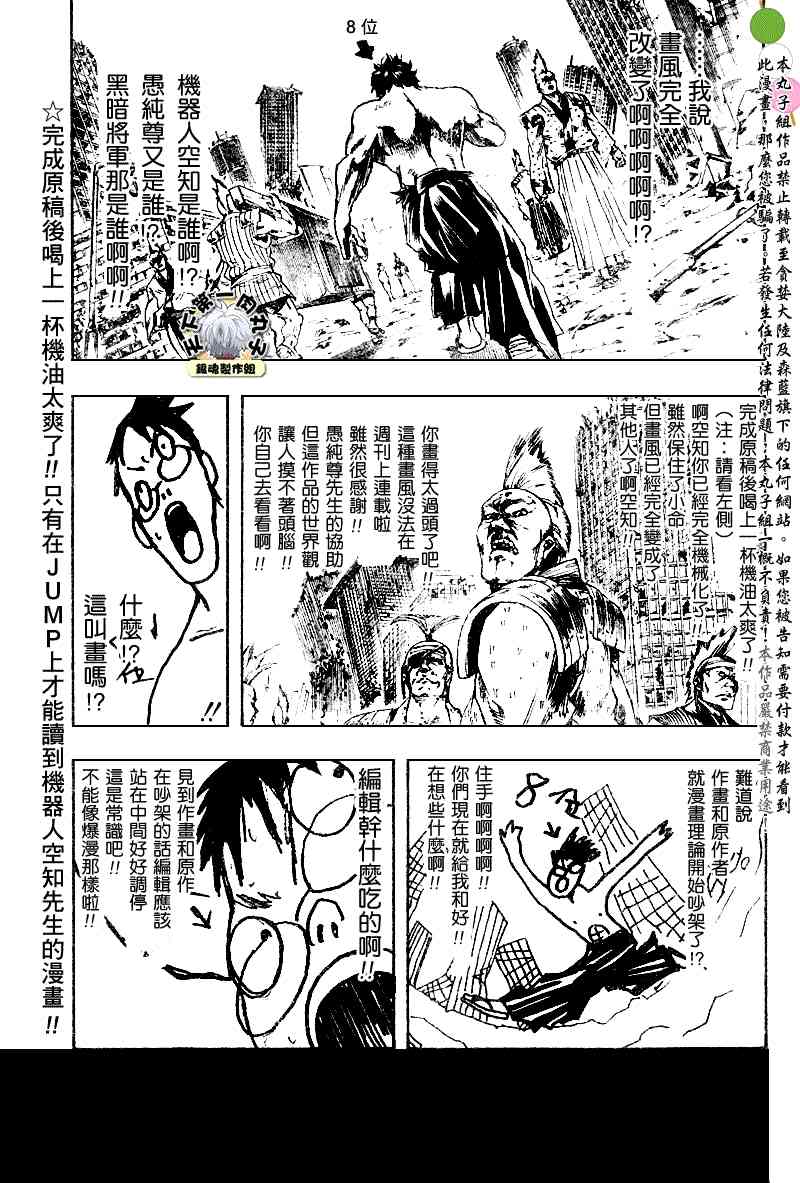 本丸子組作品禁止轉載至貪婪大陸及森藍旗下的任何網站。如果您被告知需要付款才能看到
此漫畫，那麼您被騙了。若發生任何法律問題，本丸子組一概不負責！本作品嚴禁商業用途
……我說
畫風完全
改變了啊啊啊啊啊!?
8位
機器人空知是誰啊!?
愚純尊又是誰!?
黑暗將軍那是誰啊啊!!
銀魂製作組
完成原稿後喝上一杯機油太爽了!!
（注：請看左側）
啊空知你已經完全機械化了!!
雖然保住了小命
但畫風已經完全變成了
其他人了啊空知!!
你畫得太過頭了吧!!
這種畫風沒法在
週刊上連載啦
雖然很感謝
愚純尊先生的協助
但這作品的世界觀
讓人摸不著頭腦!!
你自己去看看啊!!
什麼!?
這叫畫嗎!?
!!
難道說
作畫和原作者
就漫畫理論開始吵架了!?
8位
住手啊啊啊啊!!
你們現在就給我和好!!
在想些什麼啊!!
編輯幹什麼吃的啊!!
見到作畫和原作
在吵架的話編輯應該
站在中間好好調停
這是常識吧!!
不能像爆漫那樣啦!!
☆完成原稿後喝上一杯機油太爽了!!只有在JUMP上才能讀到機器人空知先生的漫畫!!